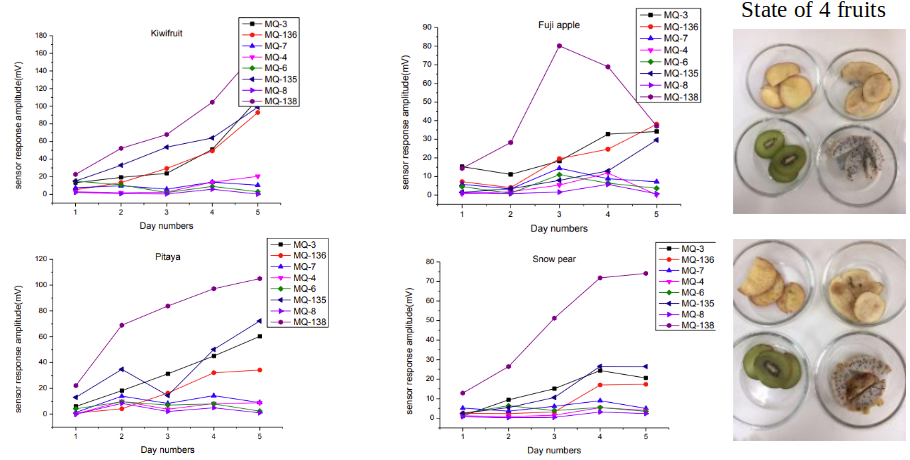 State of 4 fruits
Kiwifruit
MQ-3
MQ-136
MQ-7
MQ-4
MQ-6
MQ-135
MQ-8
MQ-138
sensor response amplitude(mV)
180
160
140
120
100
80
60
40
20
0
1 2 3 4 5
Day numbers
Fuji apple
MQ-3
MQ-136
MQ-7
MQ-4
MQ-6
MQ-135
MQ-8
MQ-138
sensor response amplitude(mV)
90
80
70
60
50
40
30
20
10
0
1 2 3 4 5
Day numbers
Pitaya
MQ-3
MQ-136
MQ-7
MQ-4
MQ-6
MQ-135
MQ-8
MQ-138
sensor response amplitude(mV)
120
100
80
60
40
20
0
1 2 3 4 5
Day numbers
Snow pear
MQ-3
MQ-136
MQ-7
MQ-4
MQ-6
MQ-135
MQ-8
MQ-138
sensor response amplitude(mV)
80
70
60
50
40
30
20
10
0
1 2 3 4 5
Day numbers